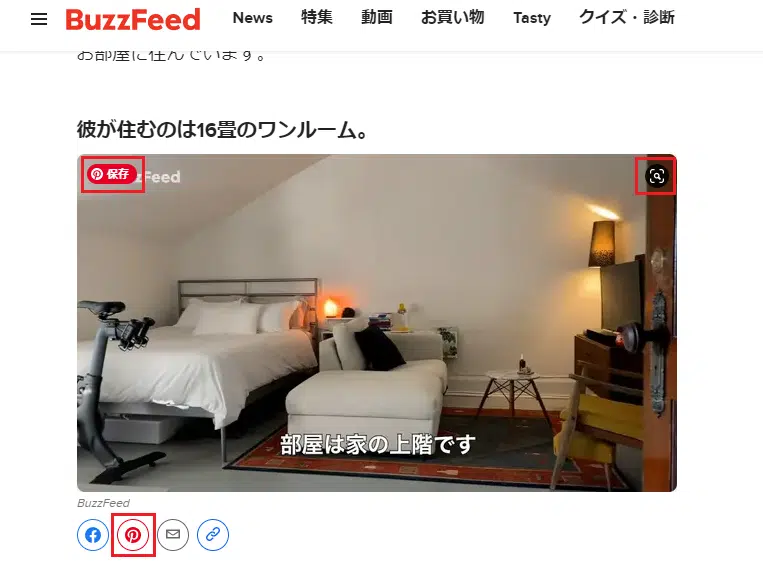 BuzzFeed
News 特集 動画 お買い物 Tasty クイズ・診断
お部屋に住んでいます。
彼が住むのは16畳のワンルーム。
保存 zFeed
部屋は家の上階です
BuzzFeed